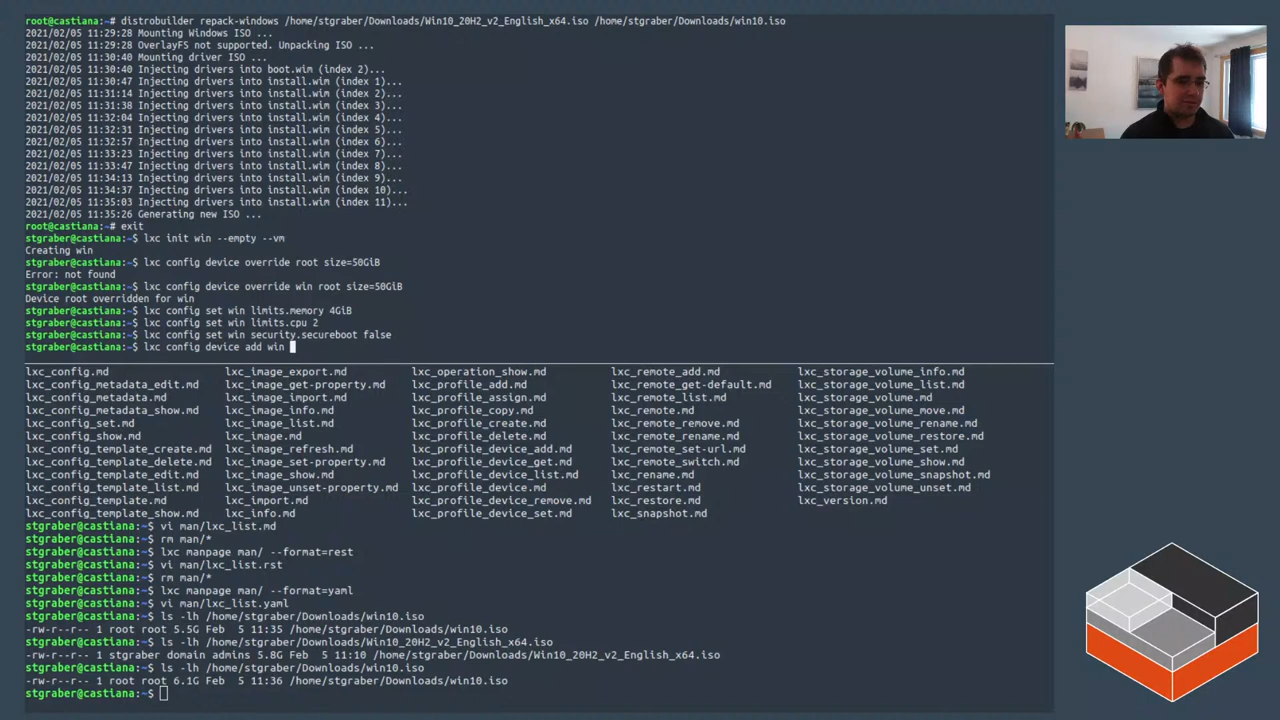 root@castiana:~# distrobuilder repack-windows /home/stgraber/Downloads/Win10_20H2_v2_English_x64.iso /home/stgraber/Downloads/win10.iso
2021/02/05 11:29:28 Mounting Windows ISO ...
2021/02/05 11:29:28 OverlayFS not supported. Unpacking ISO ...
2021/02/05 11:30:40 Mounting driver ISO ...
2021/02/05 11:30:40 Injecting drivers into boot.wim (index 2)...
2021/02/05 11:30:47 Injecting drivers into install.wim (index 1)...
2021/02/05 11:31:14 Injecting drivers into install.wim (index 2)...
2021/02/05 11:31:38 Injecting drivers into install.wim (index 3)...
2021/02/05 11:32:04 Injecting drivers into install.wim (index 4)...
2021/02/05 11:32:31 Injecting drivers into install.wim (index 5)...
2021/02/05 11:32:57 Injecting drivers into install.wim (index 6)...
2021/02/05 11:33:23 Injecting drivers into install.wim (index 7)...
2021/02/05 11:33:47 Injecting drivers into install.wim (index 8)...
2021/02/05 11:34:13 Injecting drivers into install.wim (index 9)...
2021/02/05 11:34:37 Injecting drivers into install.wim (index 10)...
2021/02/05 11:35:03 Injecting drivers into install.wim (index 11)...
2021/02/05 11:35:26 Generating new ISO ...
root@castiana:~# exit
stgraber@castiana:~$ lxc init win --empty --vm
Creating win
stgraber@castiana:~$ lxc config device override root size=50GiB
Error: not found
stgraber@castiana:~$ lxc config device override win root size=50GiB
Device root overridden for win
stgraber@castiana:~$ lxc config set win limits.memory 4GiB
stgraber@castiana:~$ lxc config set win limits.cpu 2
stgraber@castiana:~$ lxc config set win security.secureboot false
stgraber@castiana:~$ lxc config device add win
lxc_config.md lxc_image_export.md lxc_operation_show.md lxc_remote_add.md lxc_storage_volume_info.md
lxc_config_metadata_edit.md lxc_image_get-property.md lxc_profile_add.md lxc_remote_get-default.md lxc_storage_volume_list.md
lxc_config_metadata.md lxc_image_import.md lxc_profile_assign.md lxc_remote_list.md lxc_storage_volume.md
lxc_config_metadata_show.md lxc_image_info.md lxc_profile_copy.md lxc_remote.md lxc_storage_volume_move.md
lxc_config_set.md lxc_image_list.md lxc_profile_create.md lxc_remote_remove.md lxc_storage_volume_rename.md
lxc_config_show.md lxc_image.md lxc_profile_delete.md lxc_remote_rename.md lxc_storage_volume_restore.md
lxc_config_template_create.md lxc_image_refresh.md lxc_profile_device_add.md lxc_remote_set-url.md lxc_storage_volume_set.md
lxc_config_template_delete.md lxc_image_set-property.md lxc_profile_device_get.md lxc_remote_switch.md lxc_storage_volume_show.md
lxc_config_template_edit.md lxc_image_show.md lxc_profile_device_list.md lxc_rename.md lxc_storage_volume_snapshot.md
lxc_config_template_list.md lxc_image_unset-property.md lxc_profile_device.md lxc_restart.md lxc_storage_volume_unset.md
lxc_config_template.md lxc_import.md lxc_profile_device_remove.md lxc_restore.md lxc_version.md
lxc_config_template_show.md lxc_info.md lxc_profile_device_set.md lxc_snapshot.md
stgraber@castiana:~$ vi man/lxc_list.md
stgraber@castiana:~$ rm man/*
stgraber@castiana:~$ lxc manpage man/ --format=rest
stgraber@castiana:~$ vi man/lxc_list.rst
stgraber@castiana:~$ rm man/*
stgraber@castiana:~$ lxc manpage man/ --format=yaml
stgraber@castiana:~$ vi man/lxc_list.yaml
stgraber@castiana:~$ ls -lh /home/stgraber/Downloads/win10.iso
-rw-r--r-- 1 root root 5.5G Feb  5 11:35 /home/stgraber/Downloads/win10.iso
stgraber@castiana:~$ ls -lh /home/stgraber/Downloads/Win10_20H2_v2_English_x64.iso
-rw-r--r-- 1 stgraber domain admins 5.8G Feb  5 11:10 /home/stgraber/Downloads/Win10_20H2_v2_English_x64.iso
stgraber@castiana:~$ ls -lh /home/stgraber/Downloads/win10.iso
-rw-r--r-- 1 root root 6.1G Feb  5 11:36 /home/stgraber/Downloads/win10.iso
stgraber@castiana:~$